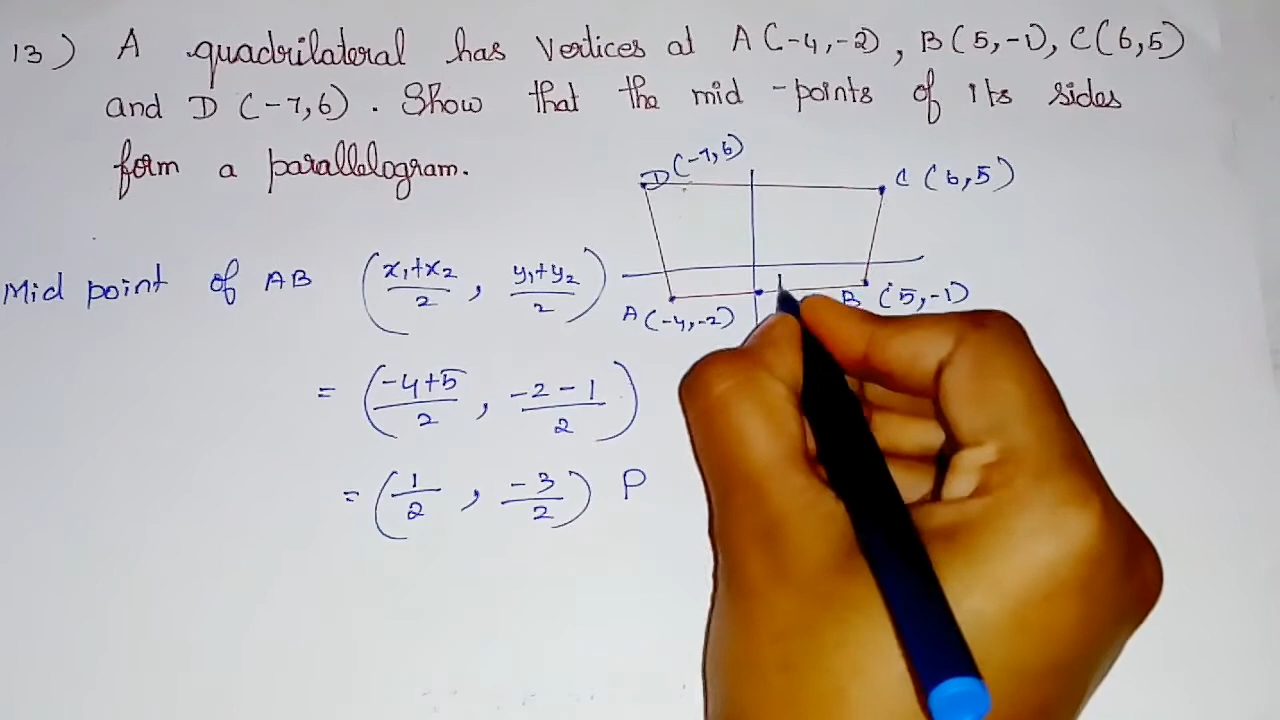 13) A quadrilateral has vertices at A(-4,-2), B(5,-1), C(6,5)
and D(-7,6). Show that the mid-points of its sides
form a parallelogram.
D(-7,6)
C(6,5)
Mid point of AB (x₁+x₂/2, y₁+y₂/2)
A(-4,-2)
B(5,-1)
= (-4+5/2, -2-1/2)
= (1/2, -3/2) P